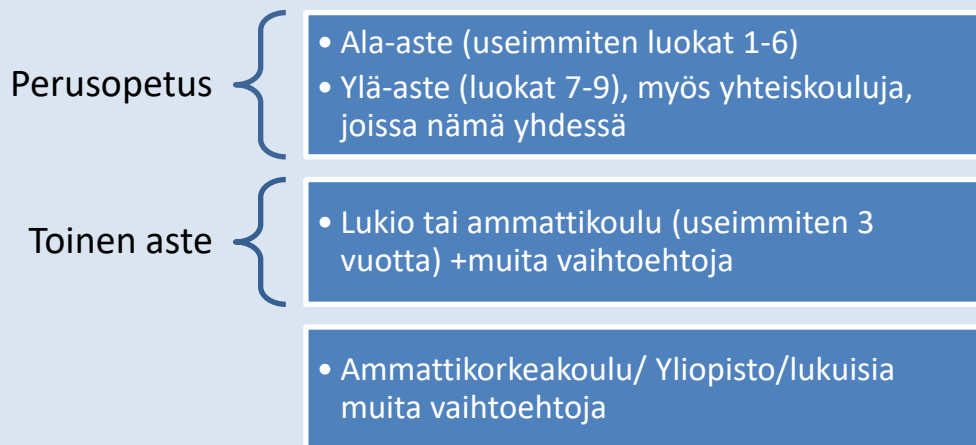 Perusopetus
• Ala-aste (useimmiten luokat 1-6)
• Ylä-aste (luokat 7-9), myös yhteiskouluja,
joissa nämä yhdessä
Toinen aste
• Lukio tai ammattikoulu (useimmiten 3
vuotta) +muita vaihtoehtoja
• Ammattikorkeakoulu/ Yliopisto/lukuisia
muita vaihtoehtoja